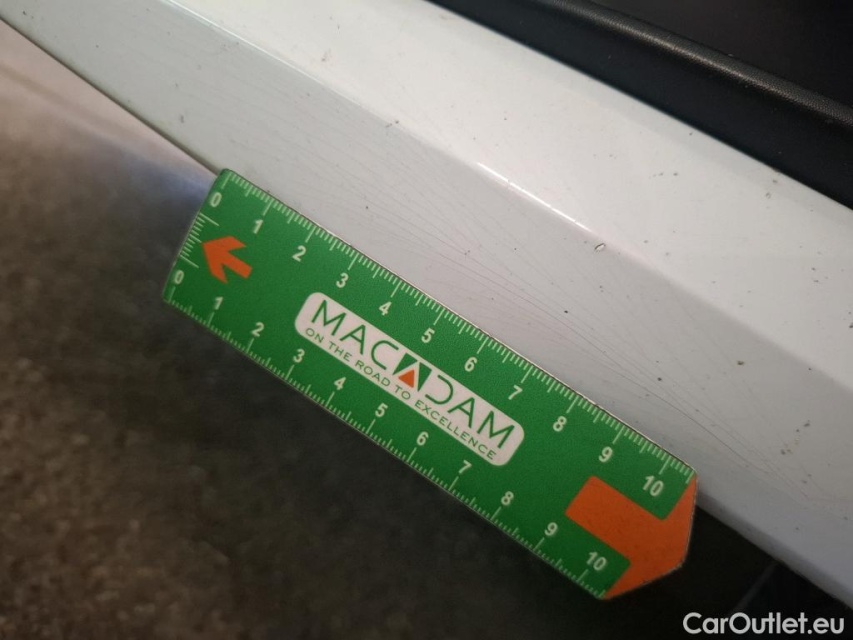 0 1 2 3 4 5 6 7 8 9 10
MACADAM
ON THE ROAD TO EXCELLENCE
0 1 2 3 4 5 6 7 8 9 10
CarOutlet.eu